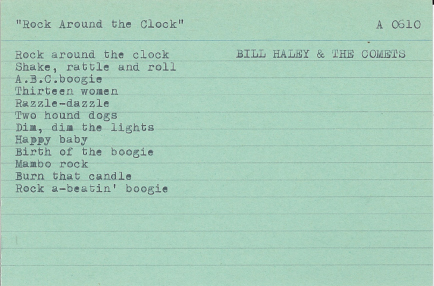 "Rock Around the Clock" A 0610
Rock around the clock BILL HALEY & THE COMETS
Shake, rattle and roll
A.B.C.boogie
Thirteen women
Razzle-dazzle
Two hound dogs
Dim, dim the lights
Happy baby
Birth of the boogie
Mambo rock
Burn that candle
Rock a-beatin' boogie